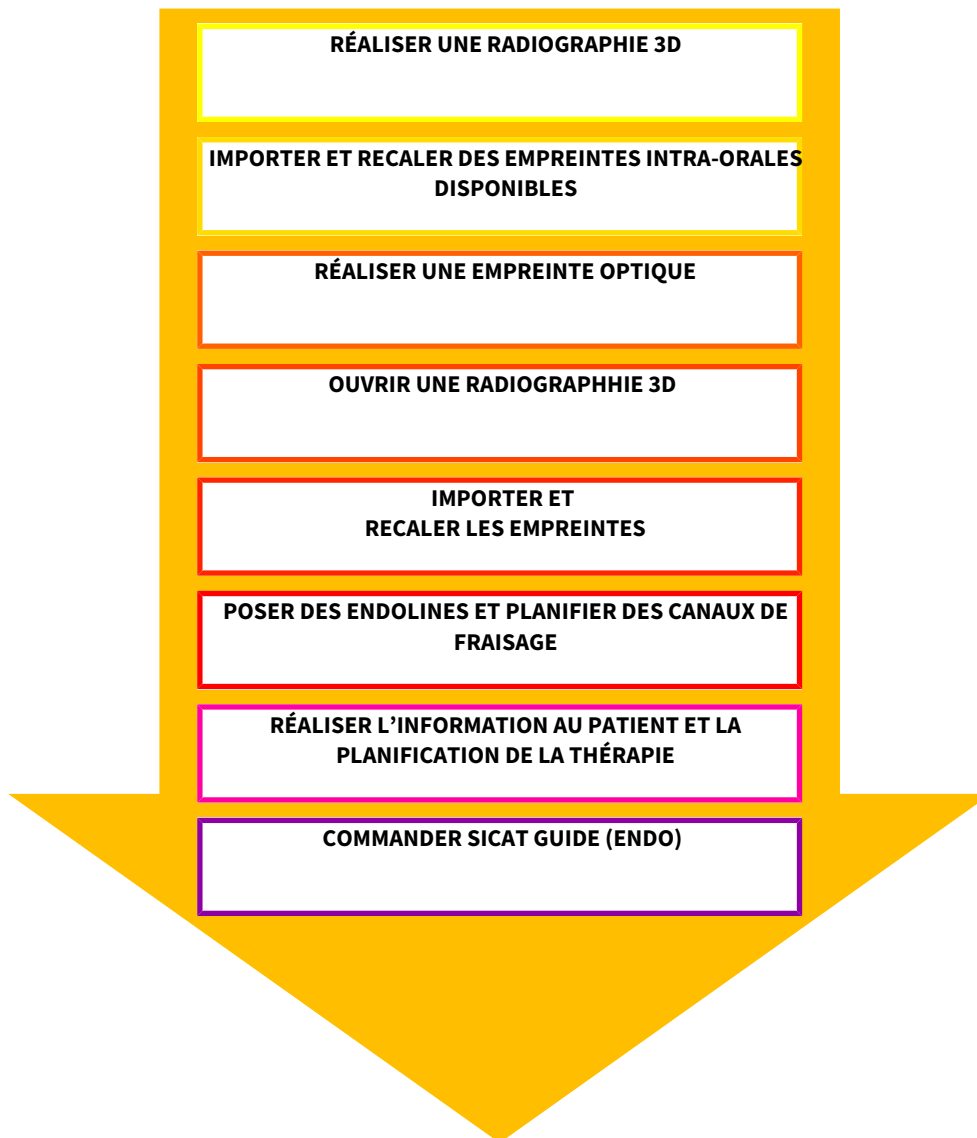 RÉALISER UNE RADIOGRAPHIE 3D
IMPORTER ET RECALER DES EMPREINTES INTRA-ORALES
DISPONIBLES
RÉALISER UNE EMPREINTE OPTIQUE
OUVRIR UNE RADIOGRAPHHIE 3D
IMPORTER ET
RECALER LES EMPREINTES
POSER DES ENDOLINES ET PLANIFIER DES CANAUX DE
FRAISAGE
RÉALISER L’INFORMATION AU PATIENT ET LA
PLANIFICATION DE LA THÉRAPIE
COMMANDER SICAT GUIDE (ENDO)